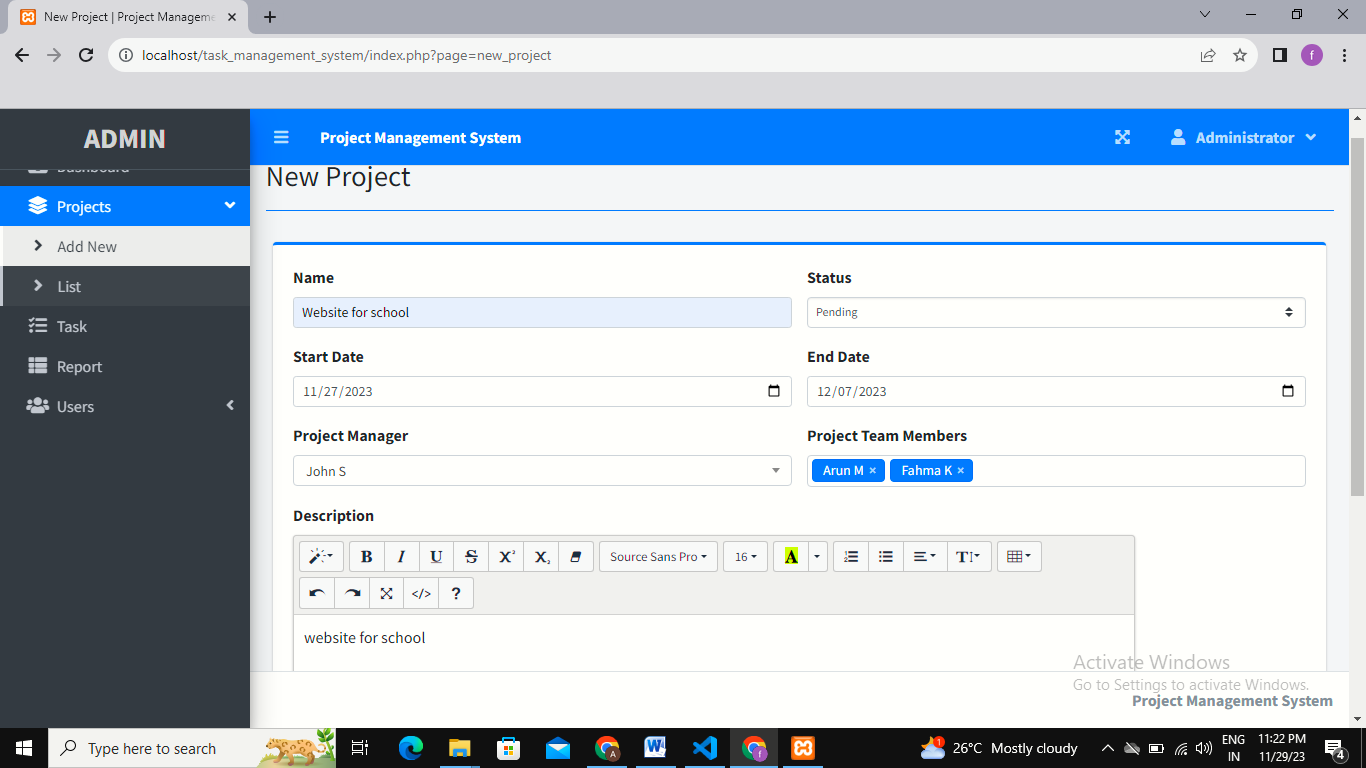 New Project | Project Manageme
localhost/task_management_system/index.php?page=new_project
f
ADMIN
Project Management System
Administrator
Dashboard
New Project
Projects
Add New
List
Task
Report
Users
Name
Status
Website for school
Pending
Start Date
End Date
11/27/2023
12/07/2023
Project Manager
Project Team Members
John S
Arun M ×
Fahma K ×
Description
B I U S X² X₂ Source Sans Pro 16 A TI
</> ?
website for school
Activate Windows
Go to Settings to activate Windows.
Project Management System
Type here to search
A
W
f
1
26°C Mostly cloudy
ENG
IN
11:22 PM
11/29/23
4